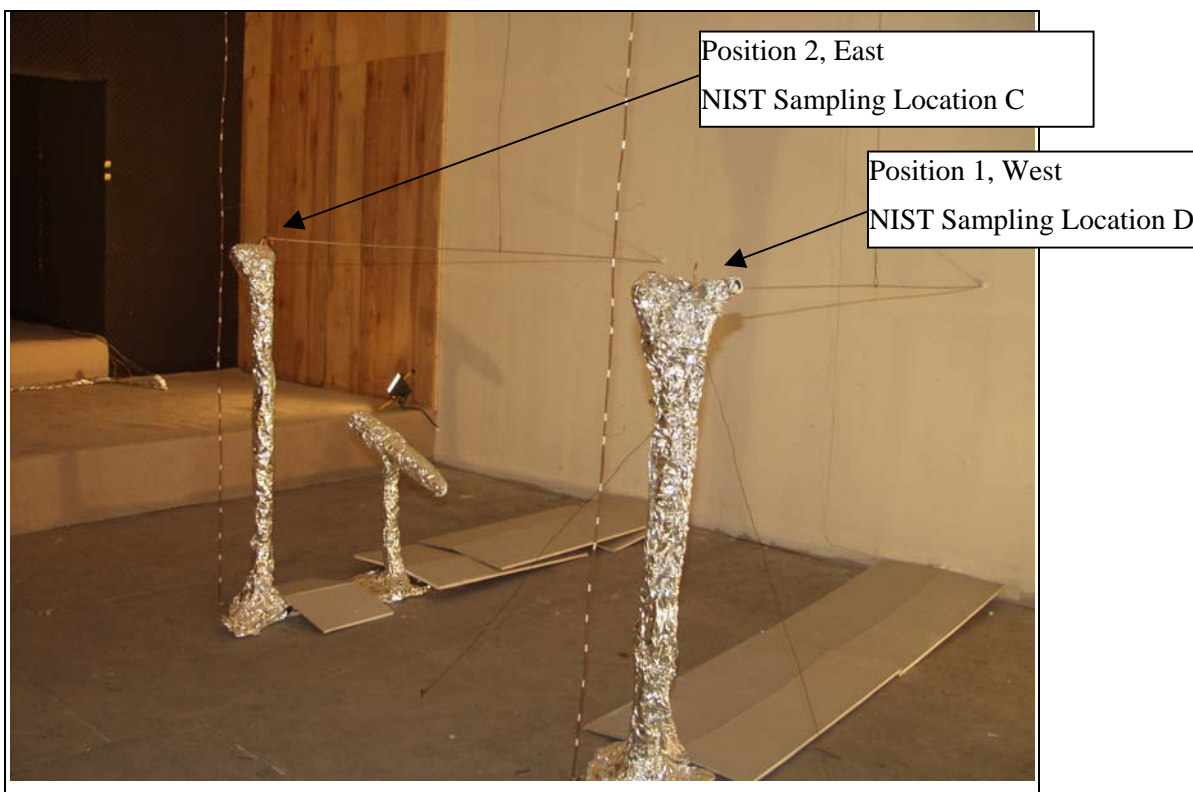 Position 2, East
NIST Sampling Location C
Position 1, West
NIST Sampling Location D